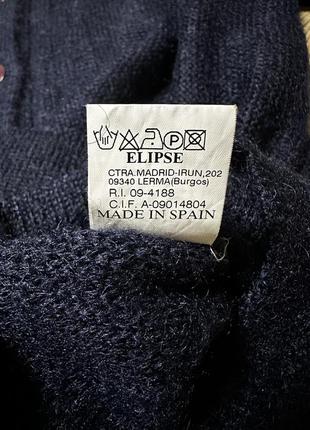 ELIPSE
CTRA.MADRID-IRUN,202
09340 LERMA(Burgos)
R.I. 09-4188
C.I.F. A-09014804
MADE IN SPAIN